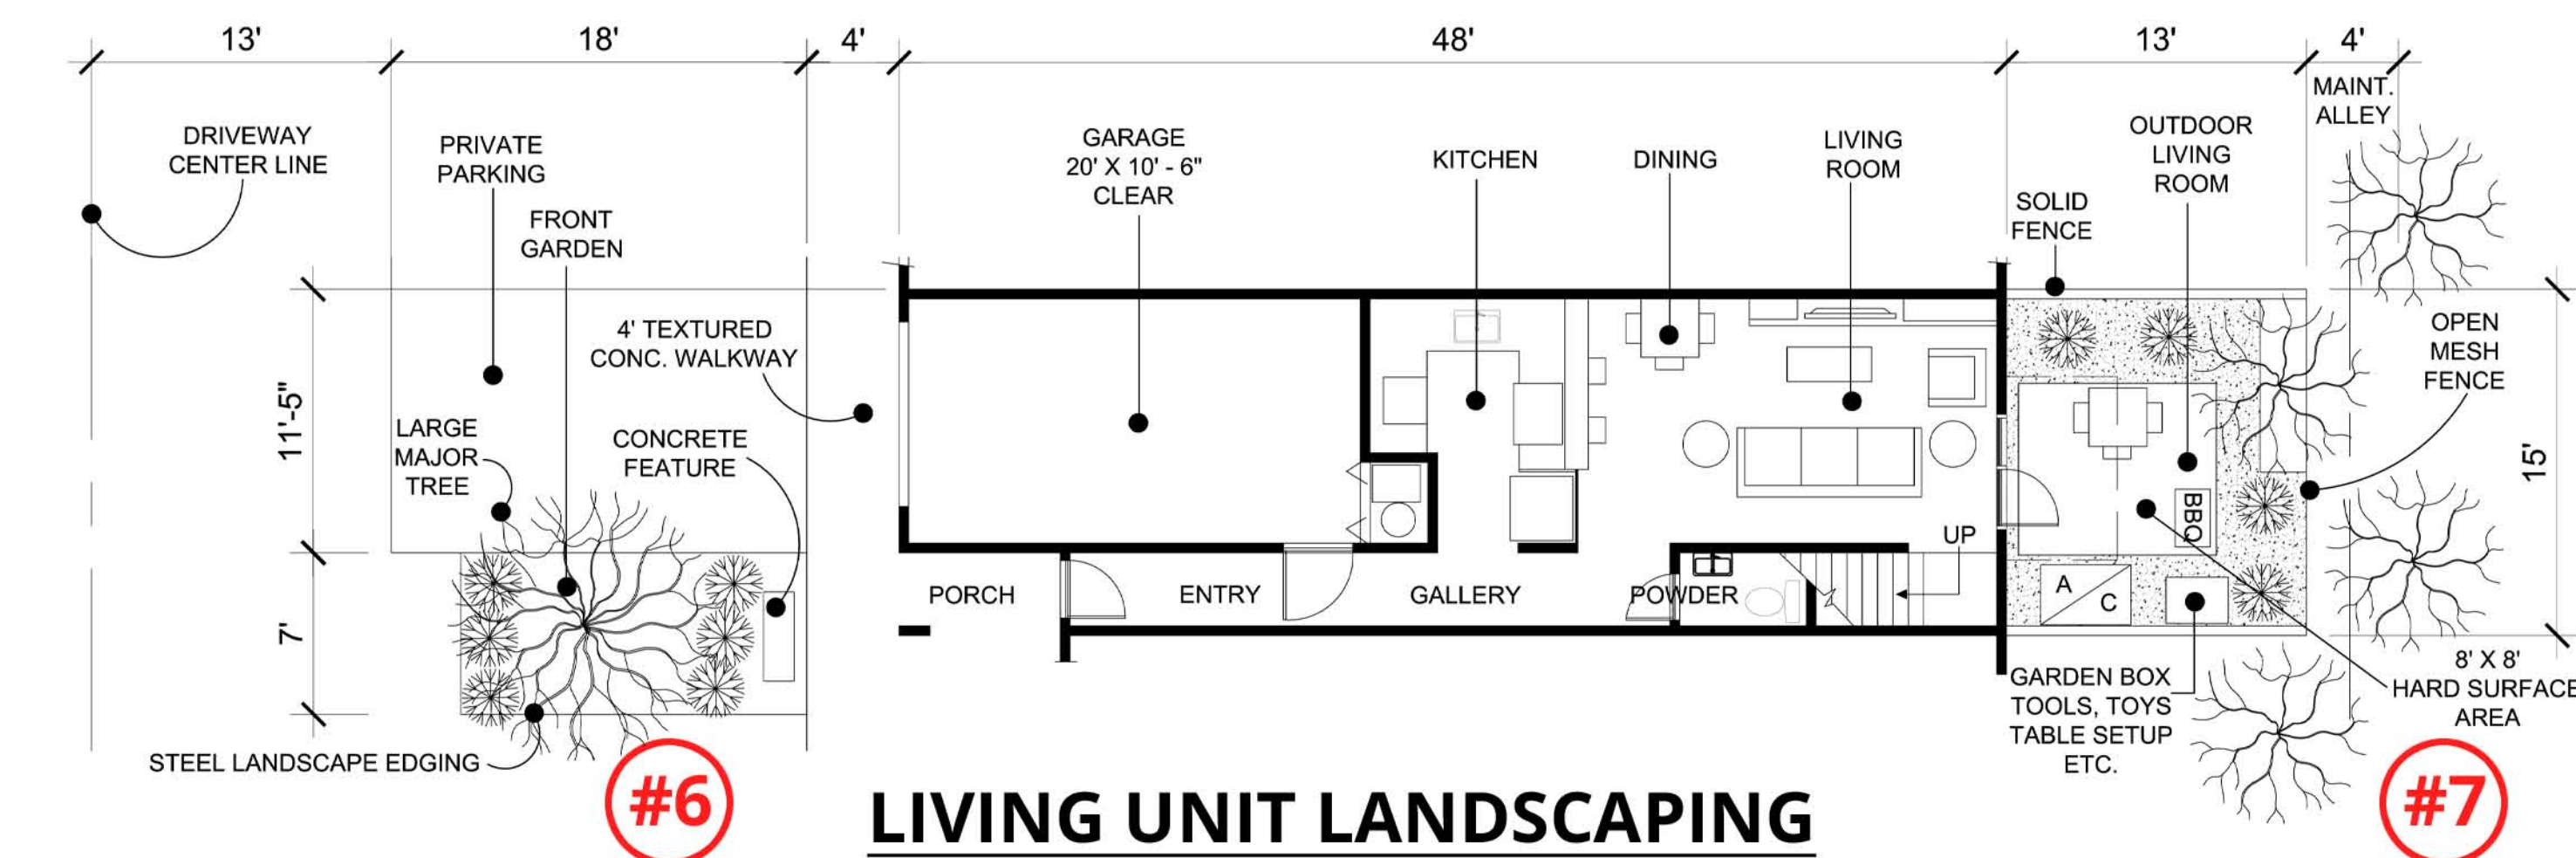 13'
18'
4'
48'
13'
4'
MAINT.
ALLEY
DRIVEWAY
CENTER LINE
PRIVATE
PARKING
FRONT
GARDEN
GARAGE
20' X 10' - 6"
CLEAR
KITCHEN
DINING
LIVING
ROOM
OUTDOOR
LIVING
ROOM
SOLID
FENCE
4' TEXTURED
CONC. WALKWAY
OPEN
MESH
FENCE
11'-5"
LARGE
MAJOR
TREE
CONCRETE
FEATURE
15'
BBQ
UP
7'
PORCH
ENTRY
GALLERY
POWDER
A
C
STEEL LANDSCAPE EDGING
GARDEN BOX
TOOLS, TOYS
TABLE SETUP
ETC.
8' X 8'
HARD SURFACE
AREA
#6
LIVING UNIT LANDSCAPING
#7